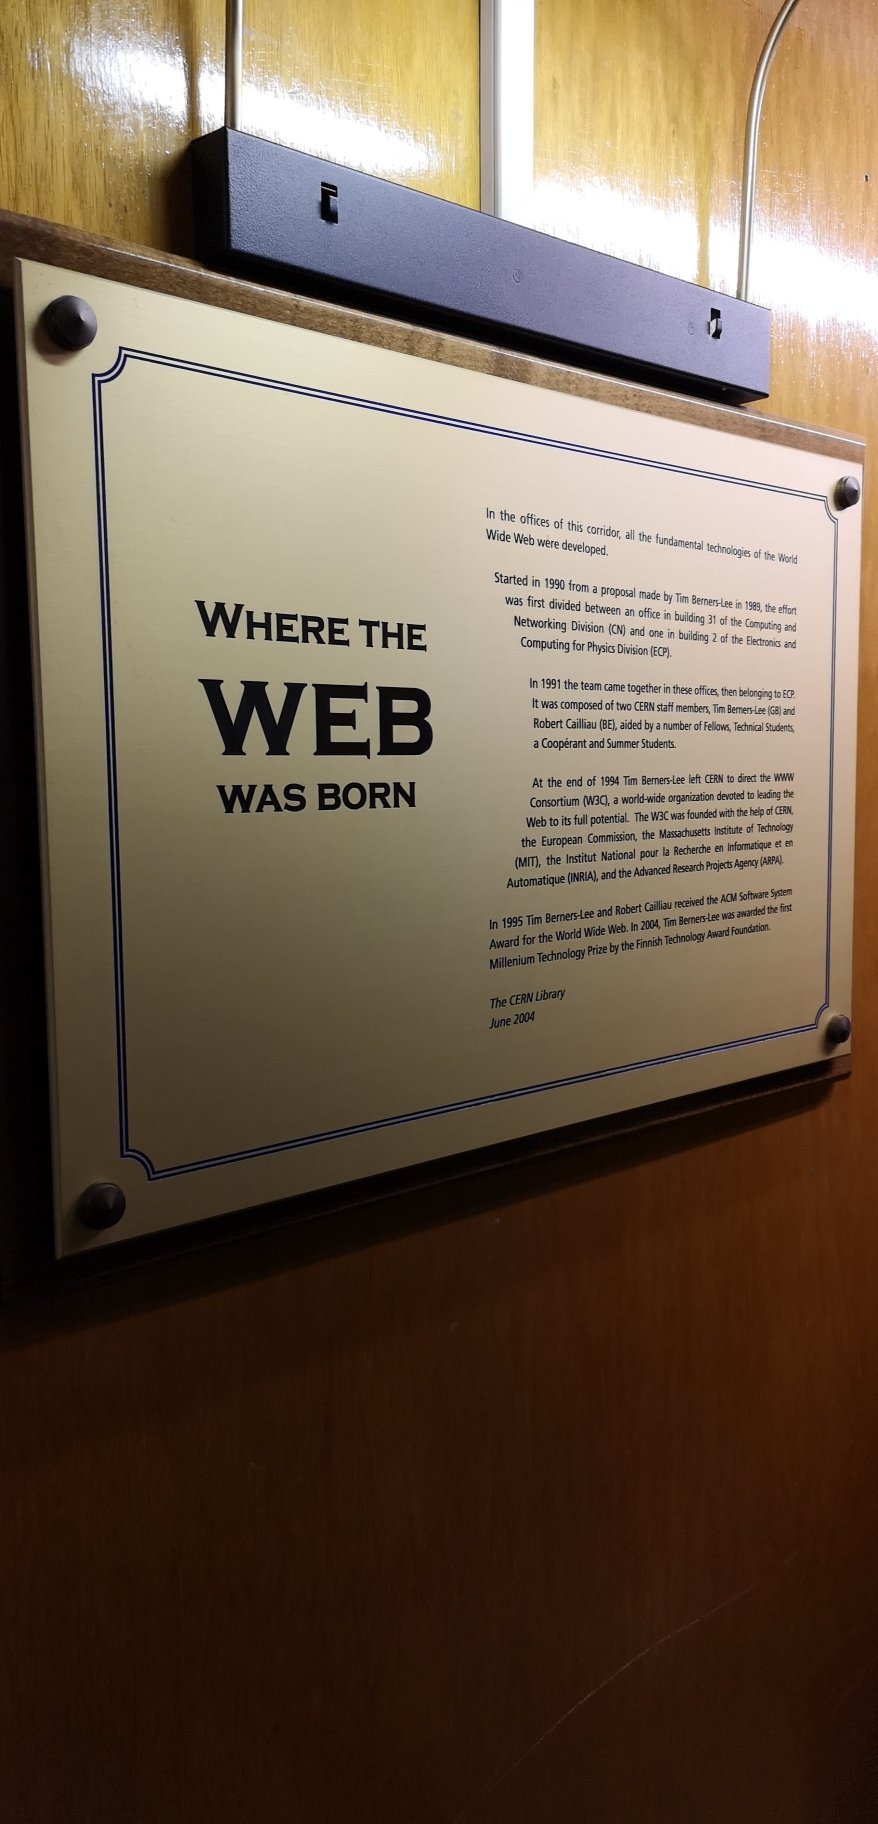 WHERE THE
WEB
WAS BORN
In the offices of this corridor, all the fundamental technologies of the World
Wide Web were developed.
Started in 1990 from a proposal made by Tim Berners-Lee in 1989, the effort
was first divided between an office in building 31 of the Computing and
Networking Division (CN) and one in building 2 of the Electronics and
Computing for Physics Division (ECP).
In 1991 the team came together in these offices, then belonging to ECP.
It was composed of two CERN staff members, Tim Berners-Lee (GB) and
Robert Cailliau (BE), aided by a number of Fellows, Technical Students,
a Coopérant and Summer Students.
At the end of 1994 Tim Berners-Lee left CERN to direct the WWW
Consortium (W3C), a world-wide organization devoted to leading the
Web to its full potential. The W3C was founded with the help of CERN,
the European Commission, the Massachusetts Institute of Technology
(MIT), the Institut National pour la Recherche en Informatique et en
Automatique (INRIA), and the Advanced Research Projects Agency (ARPA).
In 1995 Tim Berners-Lee and Robert Cailliau received the ACM Software System
Award for the World Wide Web. In 2004, Tim Berners-Lee was awarded the first
Millenium Technology Prize by the Finnish Technology Award Foundation.
The CERN Library
June 2004